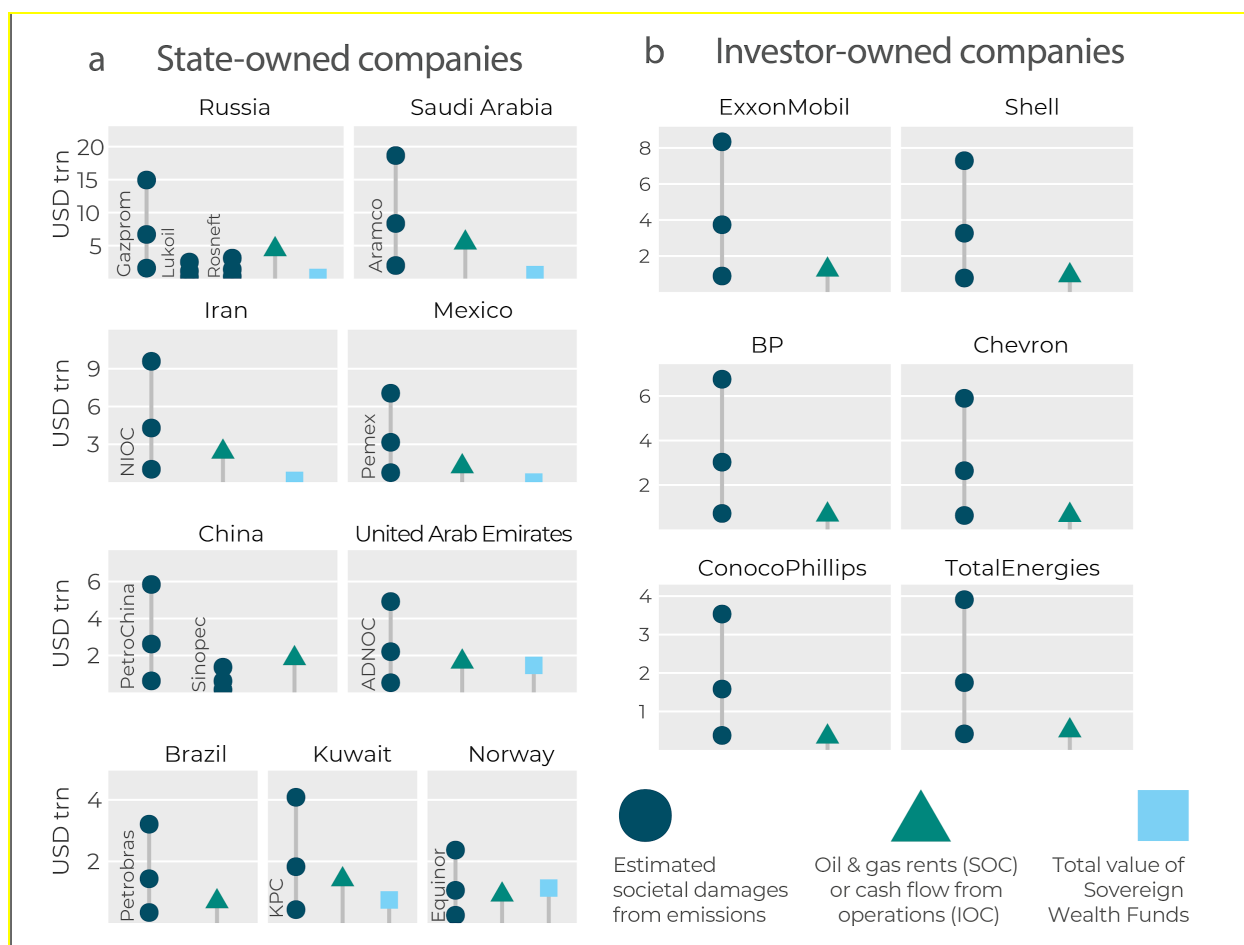 a State-owned companies
Russia
Saudi Arabia
USD trn
20
15
10
5
Gazprom
Lukoil
Rosneft
Aramco
Iran
Mexico
USD trn
9
6
3
NIOC
Pemex
China
United Arab Emirates
USD trn
6
4
2
PetroChina
Sinopec
ADNOC
Brazil
Kuwait
Norway
USD trn
4
2
Petrobras
KPC
Equinor
b Investor-owned companies
ExxonMobil
Shell
8
6
4
2
BP
Chevron
6
4
2
ConocoPhillips
TotalEnergies
4
3
2
1
Estimated
societal damages
from emissions
Oil & gas rents (SOC)
or cash flow from
operations (IOC)
Total value of
Sovereign
Wealth Funds